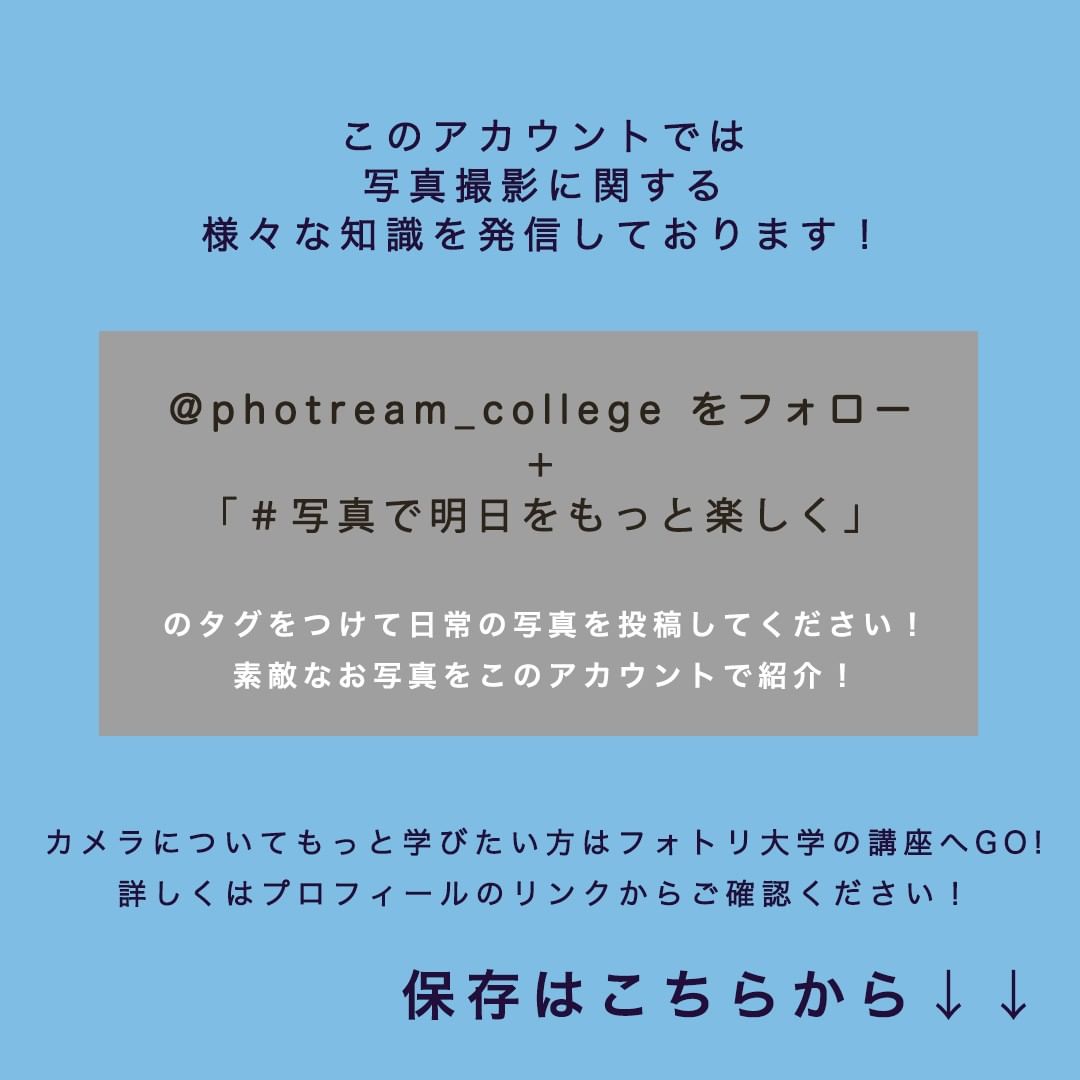 このアカウントでは
写真撮影に関する
様々な知識を発信しております！
@photream_college をフォロー
+
「＃写真で明日をもっと楽しく」
のタグをつけて日常の写真を投稿してください！
素敵なお写真をこのアカウントで紹介！
カメラについてもっと学びたい方はフォトリ大学の講座へGO!
詳しくはプロフィールのリンクからご確認ください！
保存はこちらから↓↓